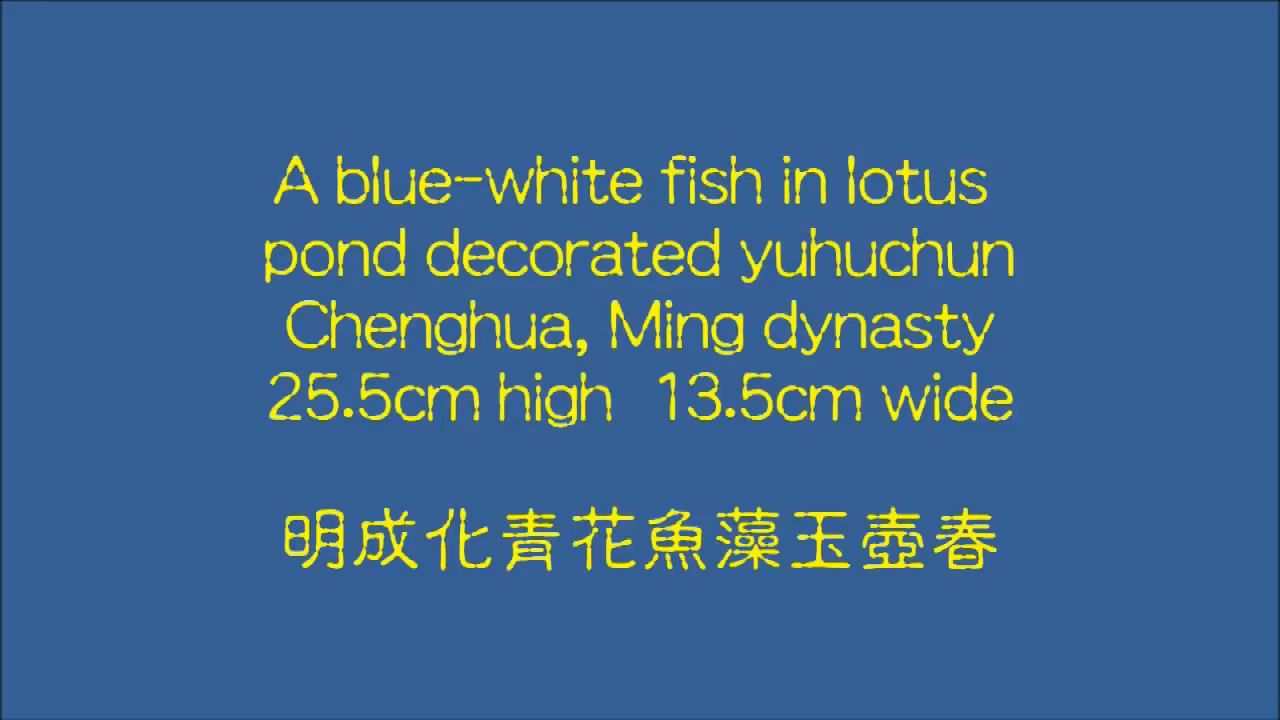 A blue-white fish in lotus
pond decorated yuhuchun
Chenghua, Ming dynasty
25.5cm high 13.5cm wide
明成化青花魚藻玉壺春